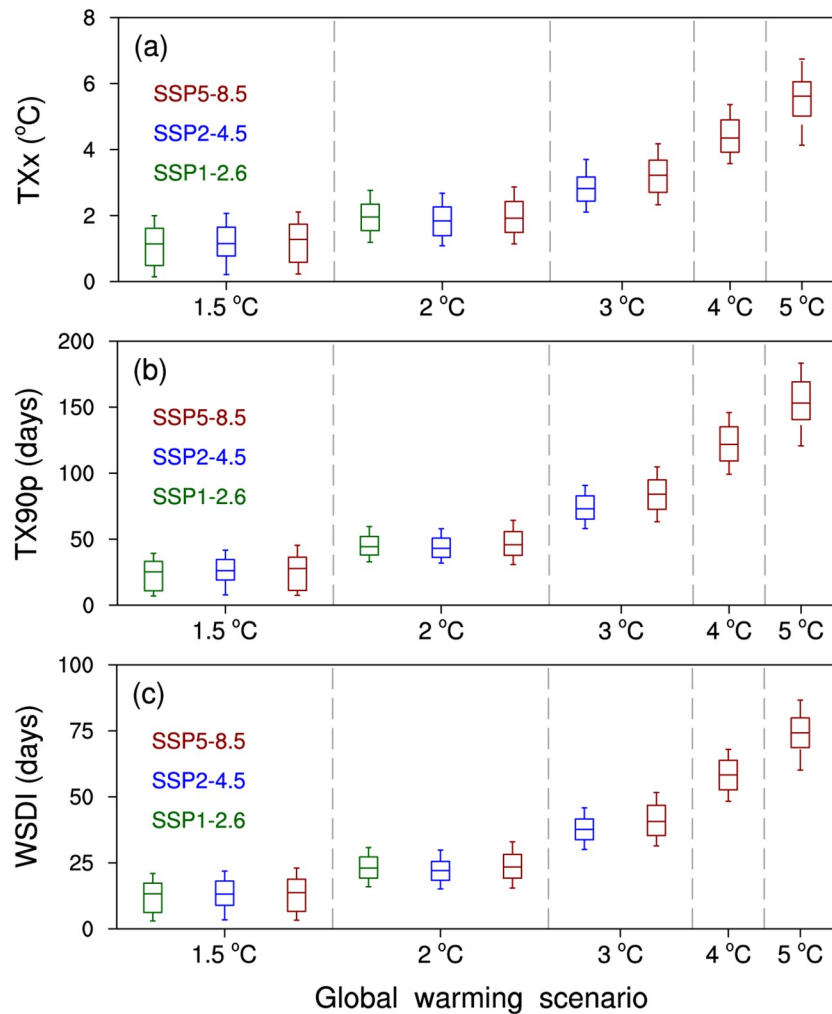 8
(a)
SSP5-8.5
6
SSP2-4.5
TXx (°C)
4
SSP1-2.6
2
0
1.5 °C 2 °C 3 °C 4 °C 5 °C
200
(b)
150
SSP5-8.5
SSP2-4.5
TX90p (days)
100
SSP1-2.6
50
0
1.5 °C 2 °C 3 °C 4 °C 5 °C
100
(c)
75
SSP5-8.5
SSP2-4.5
WSDI (days)
50
SSP1-2.6
25
0
1.5 °C 2 °C 3 °C 4 °C 5 °C
Global warming scenario